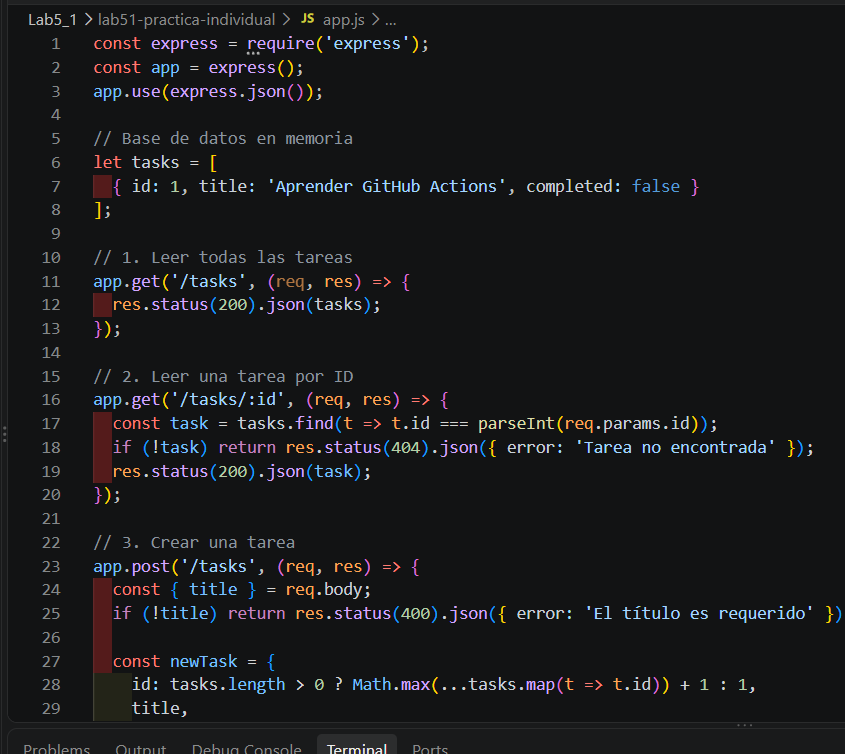 Lab5_1 > lab51-practica-individual > JS app.js > ...
1 const express = require('express');
2 const app = express();
3 app.use(express.json());
4
5 // Base de datos en memoria
6 let tasks = [
7 { id: 1, title: 'Aprender GitHub Actions', completed: false }
8 ];
9
10 // 1. Leer todas las tareas
11 app.get('/tasks', (req, res) => {
12 res.status(200).json(tasks);
13 });
14
15 // 2. Leer una tarea por ID
16 app.get('/tasks/:id', (req, res) => {
17 const task = tasks.find(t => t.id === parseInt(req.params.id));
18 if (!task) return res.status(404).json({ error: 'Tarea no encontrada' });
19 res.status(200).json(task);
20 });
21
22 // 3. Crear una tarea
23 app.post('/tasks', (req, res) => {
24 const { title } = req.body;
25 if (!title) return res.status(400).json({ error: 'El título es requerido' })
26
27 const newTask = {
28 id: tasks.length > 0 ? Math.max(...tasks.map(t => t.id)) + 1 : 1,
29 title,
Problems Output Debug Console Terminal Ports